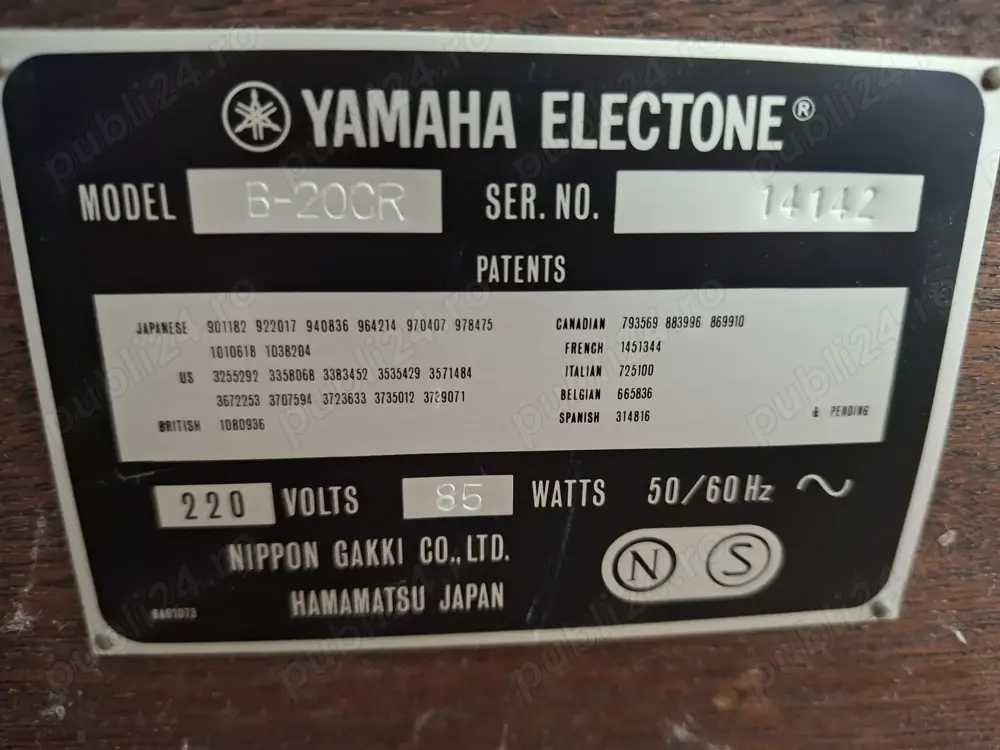 YAMAHA ELECTONE®
MODEL B-20CR SER. NO. 14142
PATENTS
JAPANESE 901182 922017 940836 964214 970407 978475
1010618 1038204
US 3255292 3358068 3383452 3535429 3571484
3672253 3707594 3723633 3735012
BRITISH 1080936
CANADIAN 793569 883996 869910
FRENCH 1451344
ITALIAN 725100
BELGIAN 665836
SPANISH 314816
& PENDING
220 VOLTS 85 WATTS 50/60Hz
NIPPON GAKKI CO., LTD.
HAMAMATSU JAPAN
N S
publi24.ro